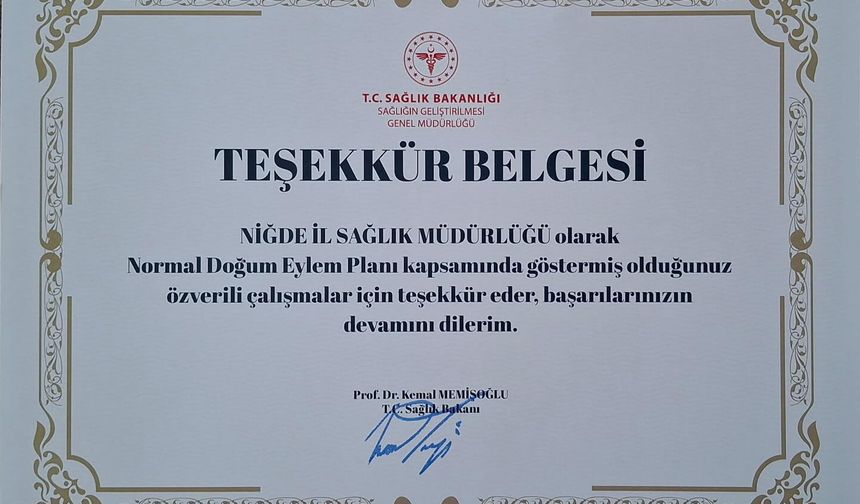 T.C. SAĞLIK BAKANLIĞI
SAĞLIĞIN GELİŞTİRİLMESİ
GENEL MÜDÜRLÜĞÜ
TEŞEKKÜR BELGESİ
NİĞDE İL SAĞLIK MÜDÜRLÜĞÜ olarak
Normal Doğum Eylem Planı kapsamında göstermiş olduğunuz
özverili çalışmalar için teşekkür eder, başarılarınızın
devamını dilerim.
Prof. Dr. Kemal MEMİŞOĞLU
T.C. Sağlık Bakanı